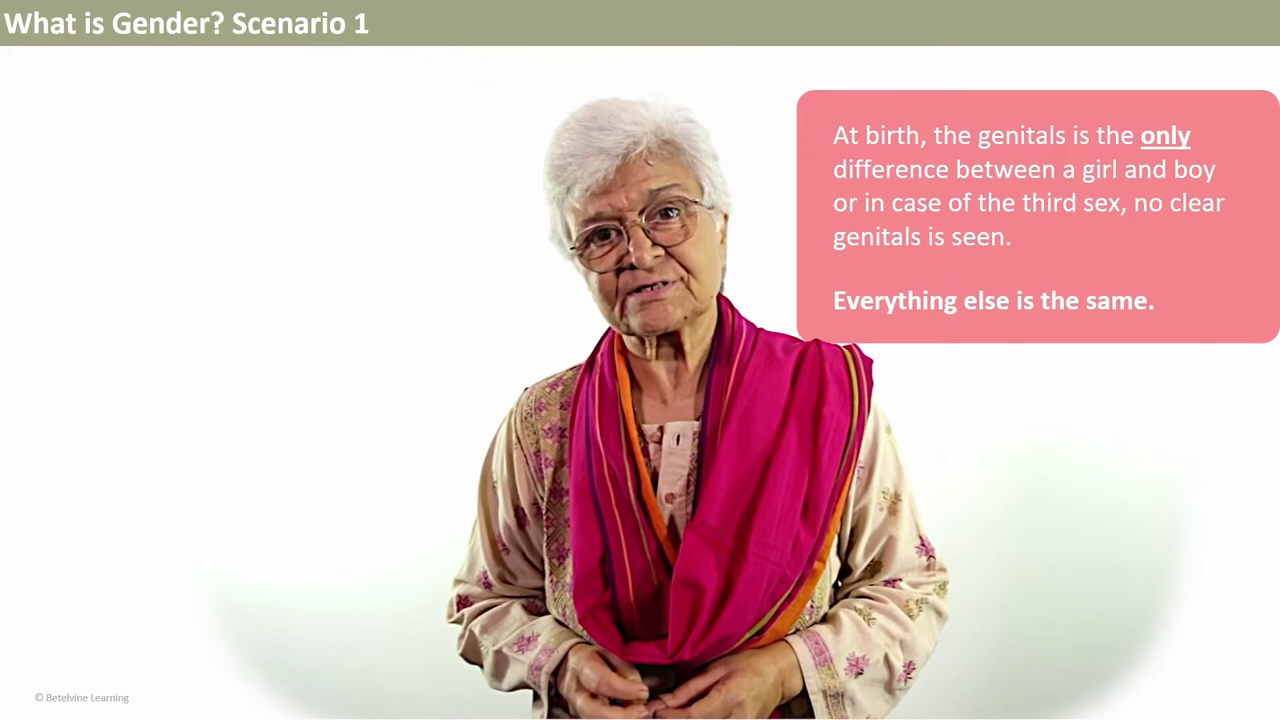 What is Gender? Scenario 1
At birth, the genitals is the only
difference between a girl and boy
or in case of the third sex, no clear
genitals is seen.
Everything else is the same.
© Betelvine Learning